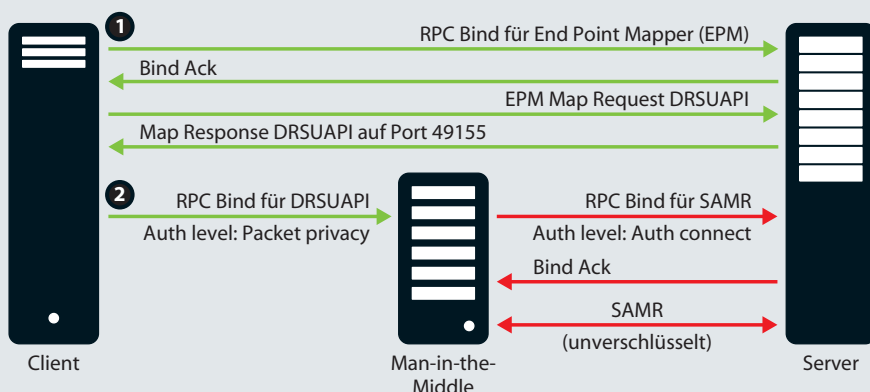 1
RPC Bind für End Point Mapper (EPM)
Bind Ack
EPM Map Request DRSUAPI
Map Response DRSUAPI auf Port 49155
2
RPC Bind für DRSUAPI
Auth level: Packet privacy
RPC Bind für SAMR
Auth level: Auth connect
Bind Ack
SAMR
(unverschlüsselt)
Client
Man-in-the-
Middle
Server